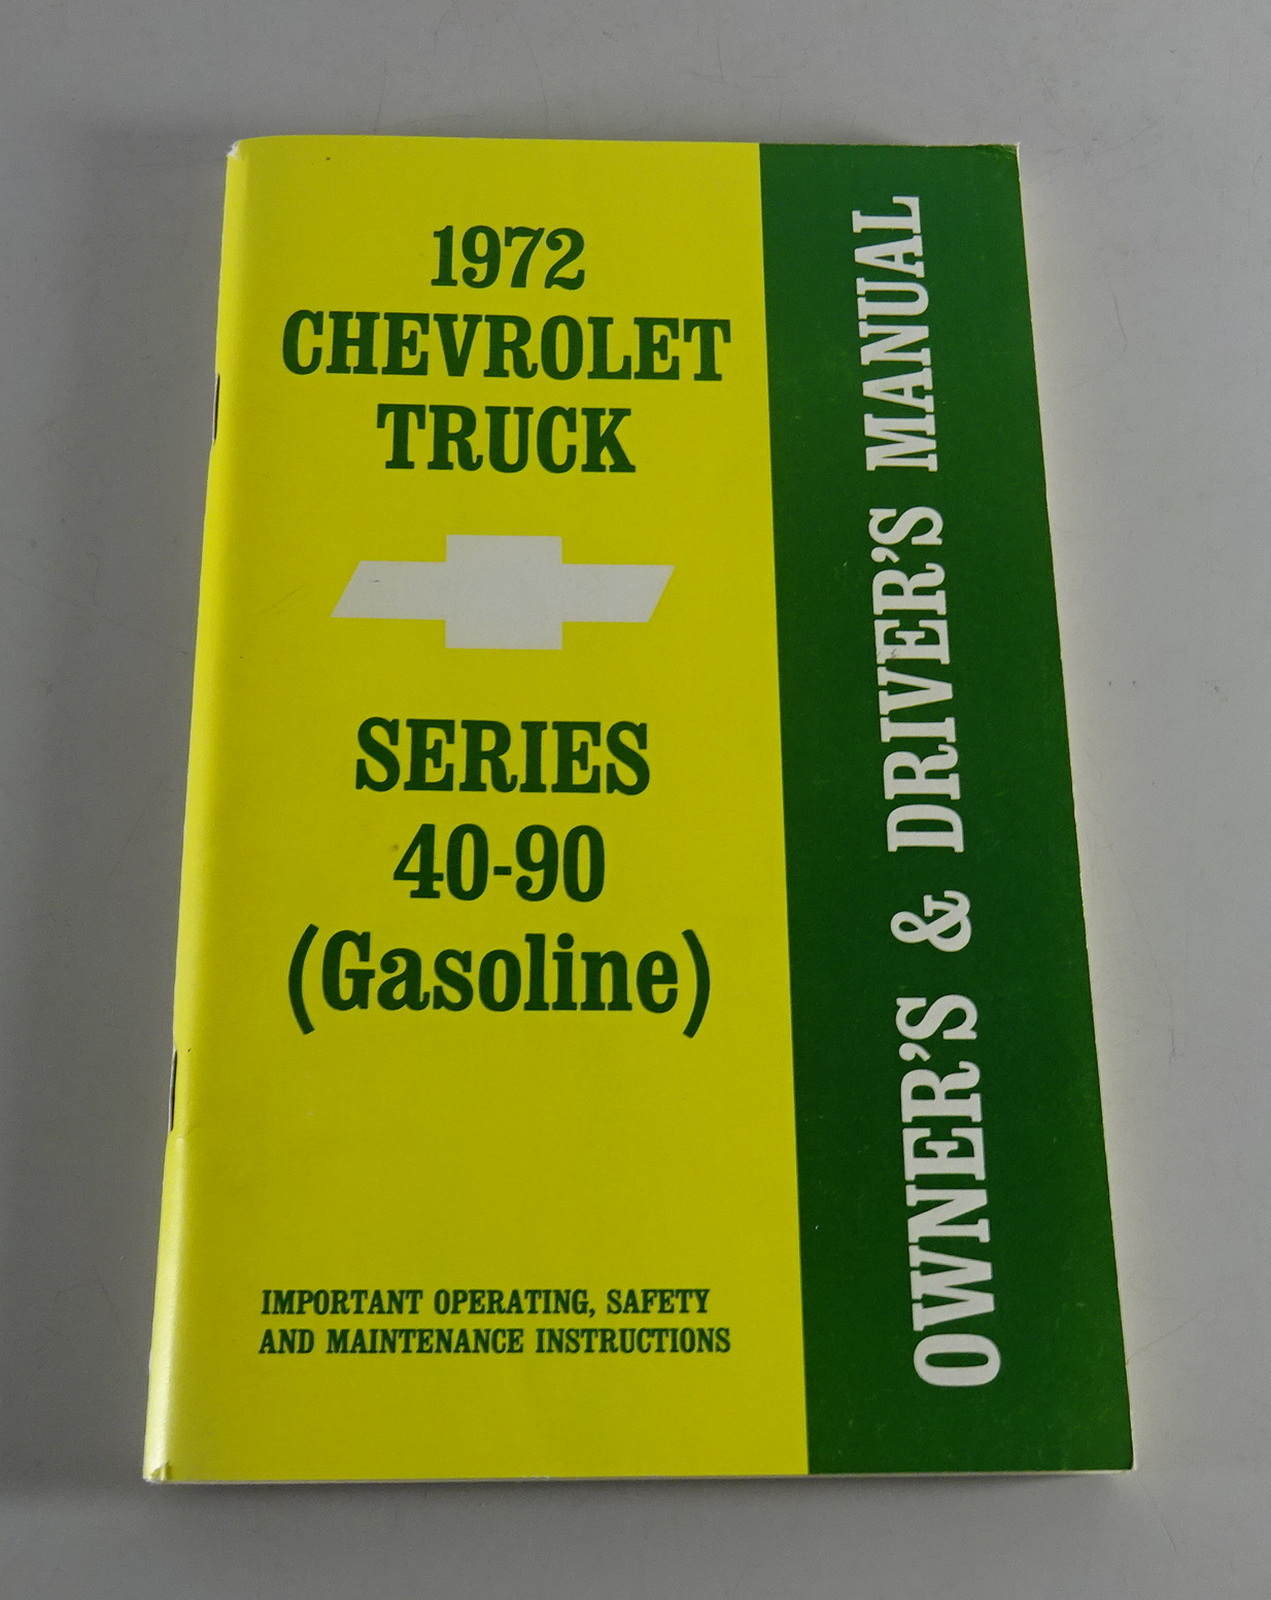 1972
CHEVROLET
TRUCK
SERIES
40-90
(Gasoline)
IMPORTANT OPERATING, SAFETY
AND MAINTENANCE INSTRUCTIONS
OWNER'S & DRIVER'S MANUAL